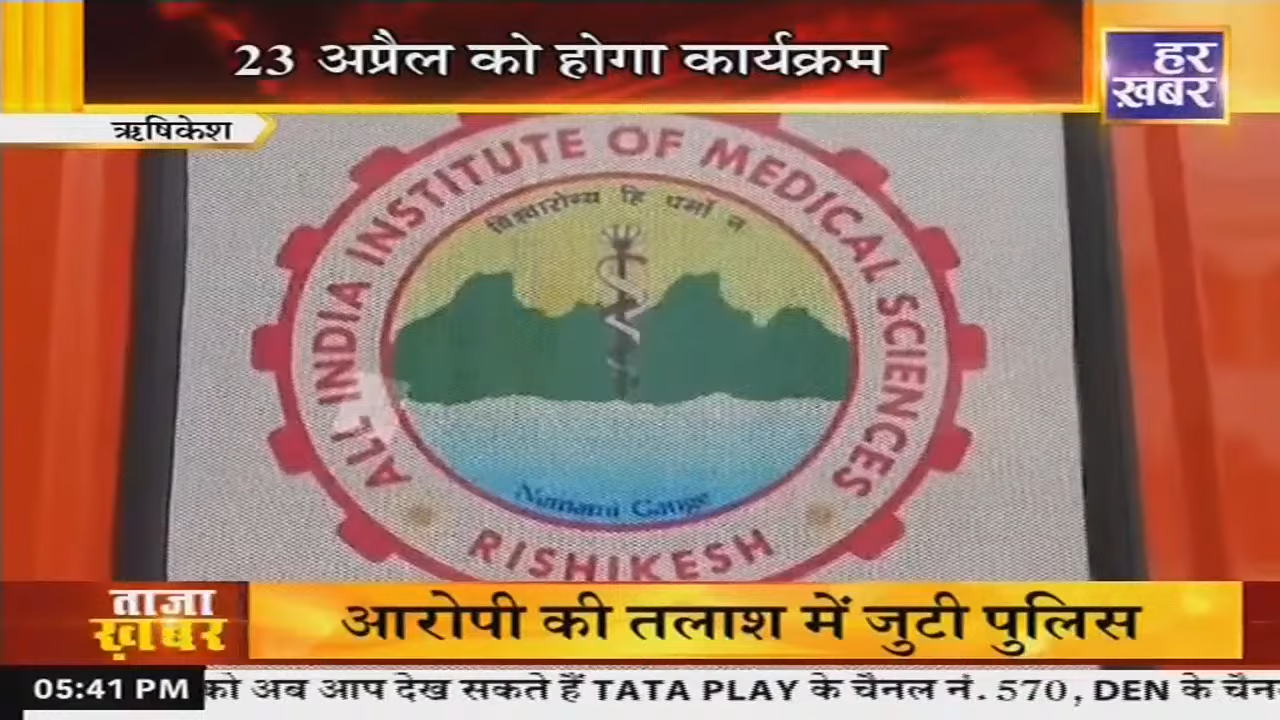 23 अप्रैल को होगा कार्यक्रम
हर
ख़बर
ऋषिकेश
ALL INDIA INSTITUTE OF MEDICAL SCIENCES
विश्वारोग्य हि धर्मो न
Namami Gange
RISHIKESH
ताजा
ख़बर
आरोपी की तलाश में जुटी पुलिस
05:41 PM
को अब आप देख सकते हैं TATA PLAY के चैनल नं. 570, DEN के